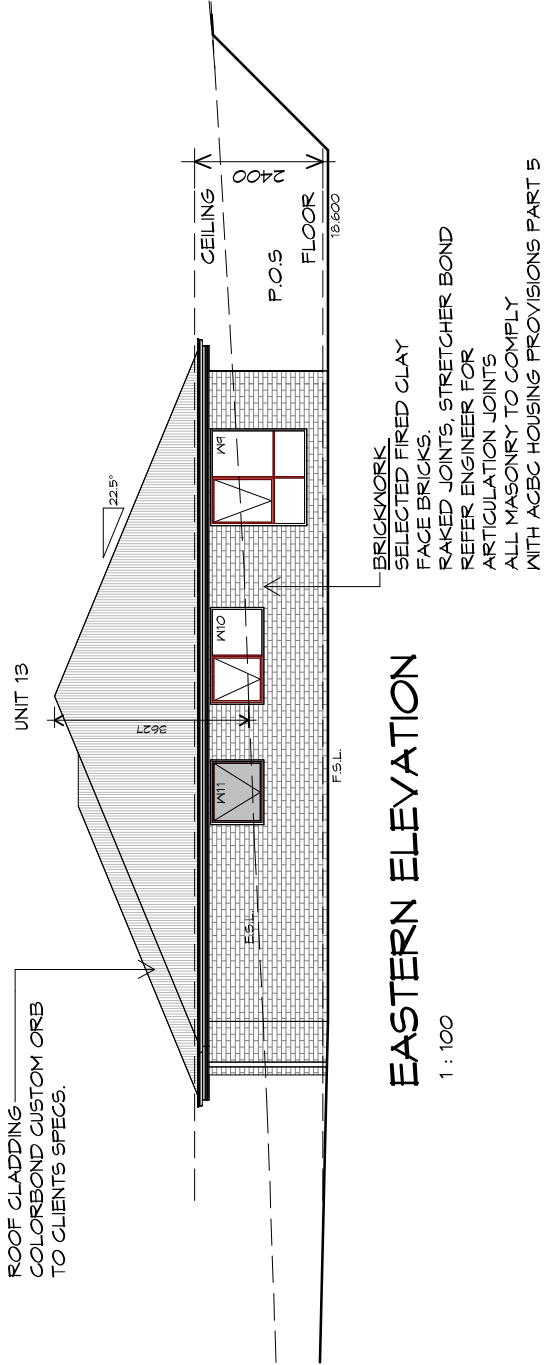 ROOF CLADDING
COLORBOND CUSTOM ORB
TO CLIENTS SPECS.
UNIT 13
22.5°
3627
CEILING
2400
P.O.S
FLOOR
18.600
W11
W10
W9
E.S.L.
F.S.L.
BRICKWORK
SELECTED FIRED CLAY
FACE BRICKS.
RAKED JOINTS, STRETCHER BOND
REFER ENGINEER FOR
ARTICULATION JOINTS
ALL MASONRY TO COMPLY
WITH ACBC HOUSING PROVISIONS PART 5
EASTERN ELEVATION
1 : 100